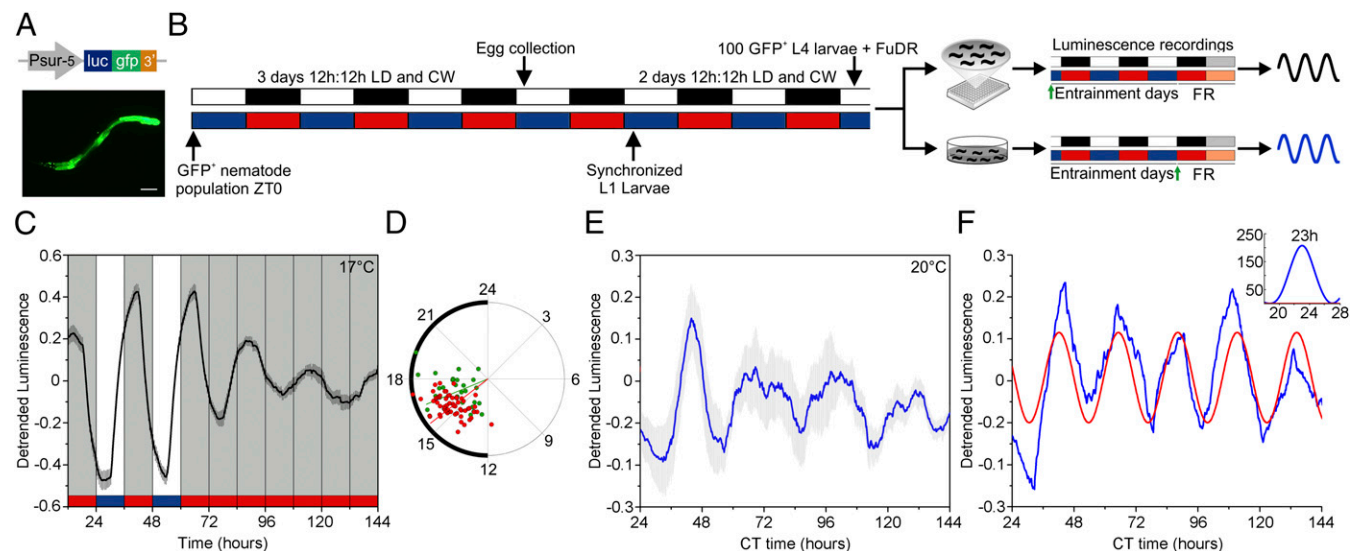 A
Psur-5 luc gfp 3'
B
Egg collection
100 GFP+ L4 larvae + FuDR
3 days 12h:12h LD and CW
2 days 12h:12h LD and CW
GFP+ nematode
population ZT0
Synchronized
L1 Larvae
Luminescence recordings
Entrainment days FR
Entrainment days FR
C
Detrended Luminescence
17°C
0.6
0.4
0.2
0
-0.2
-0.4
-0.6
24 48 72 96 120 144
Time (hours)
D
24
3
6
9
12
15
18
21
E
Detrended Luminescence
20°C
0.3
0.2
0.1
0
-0.2
-0.1
-0.3
24 48 72 96 120 144
CT time (hours)
F
Detrended Luminescence
0.3
0.2
0.1
0
-0.2
-0.1
-0.3
24 48 72 96 120 144
CT time (hours)
23h
250
150
50
20 24 28